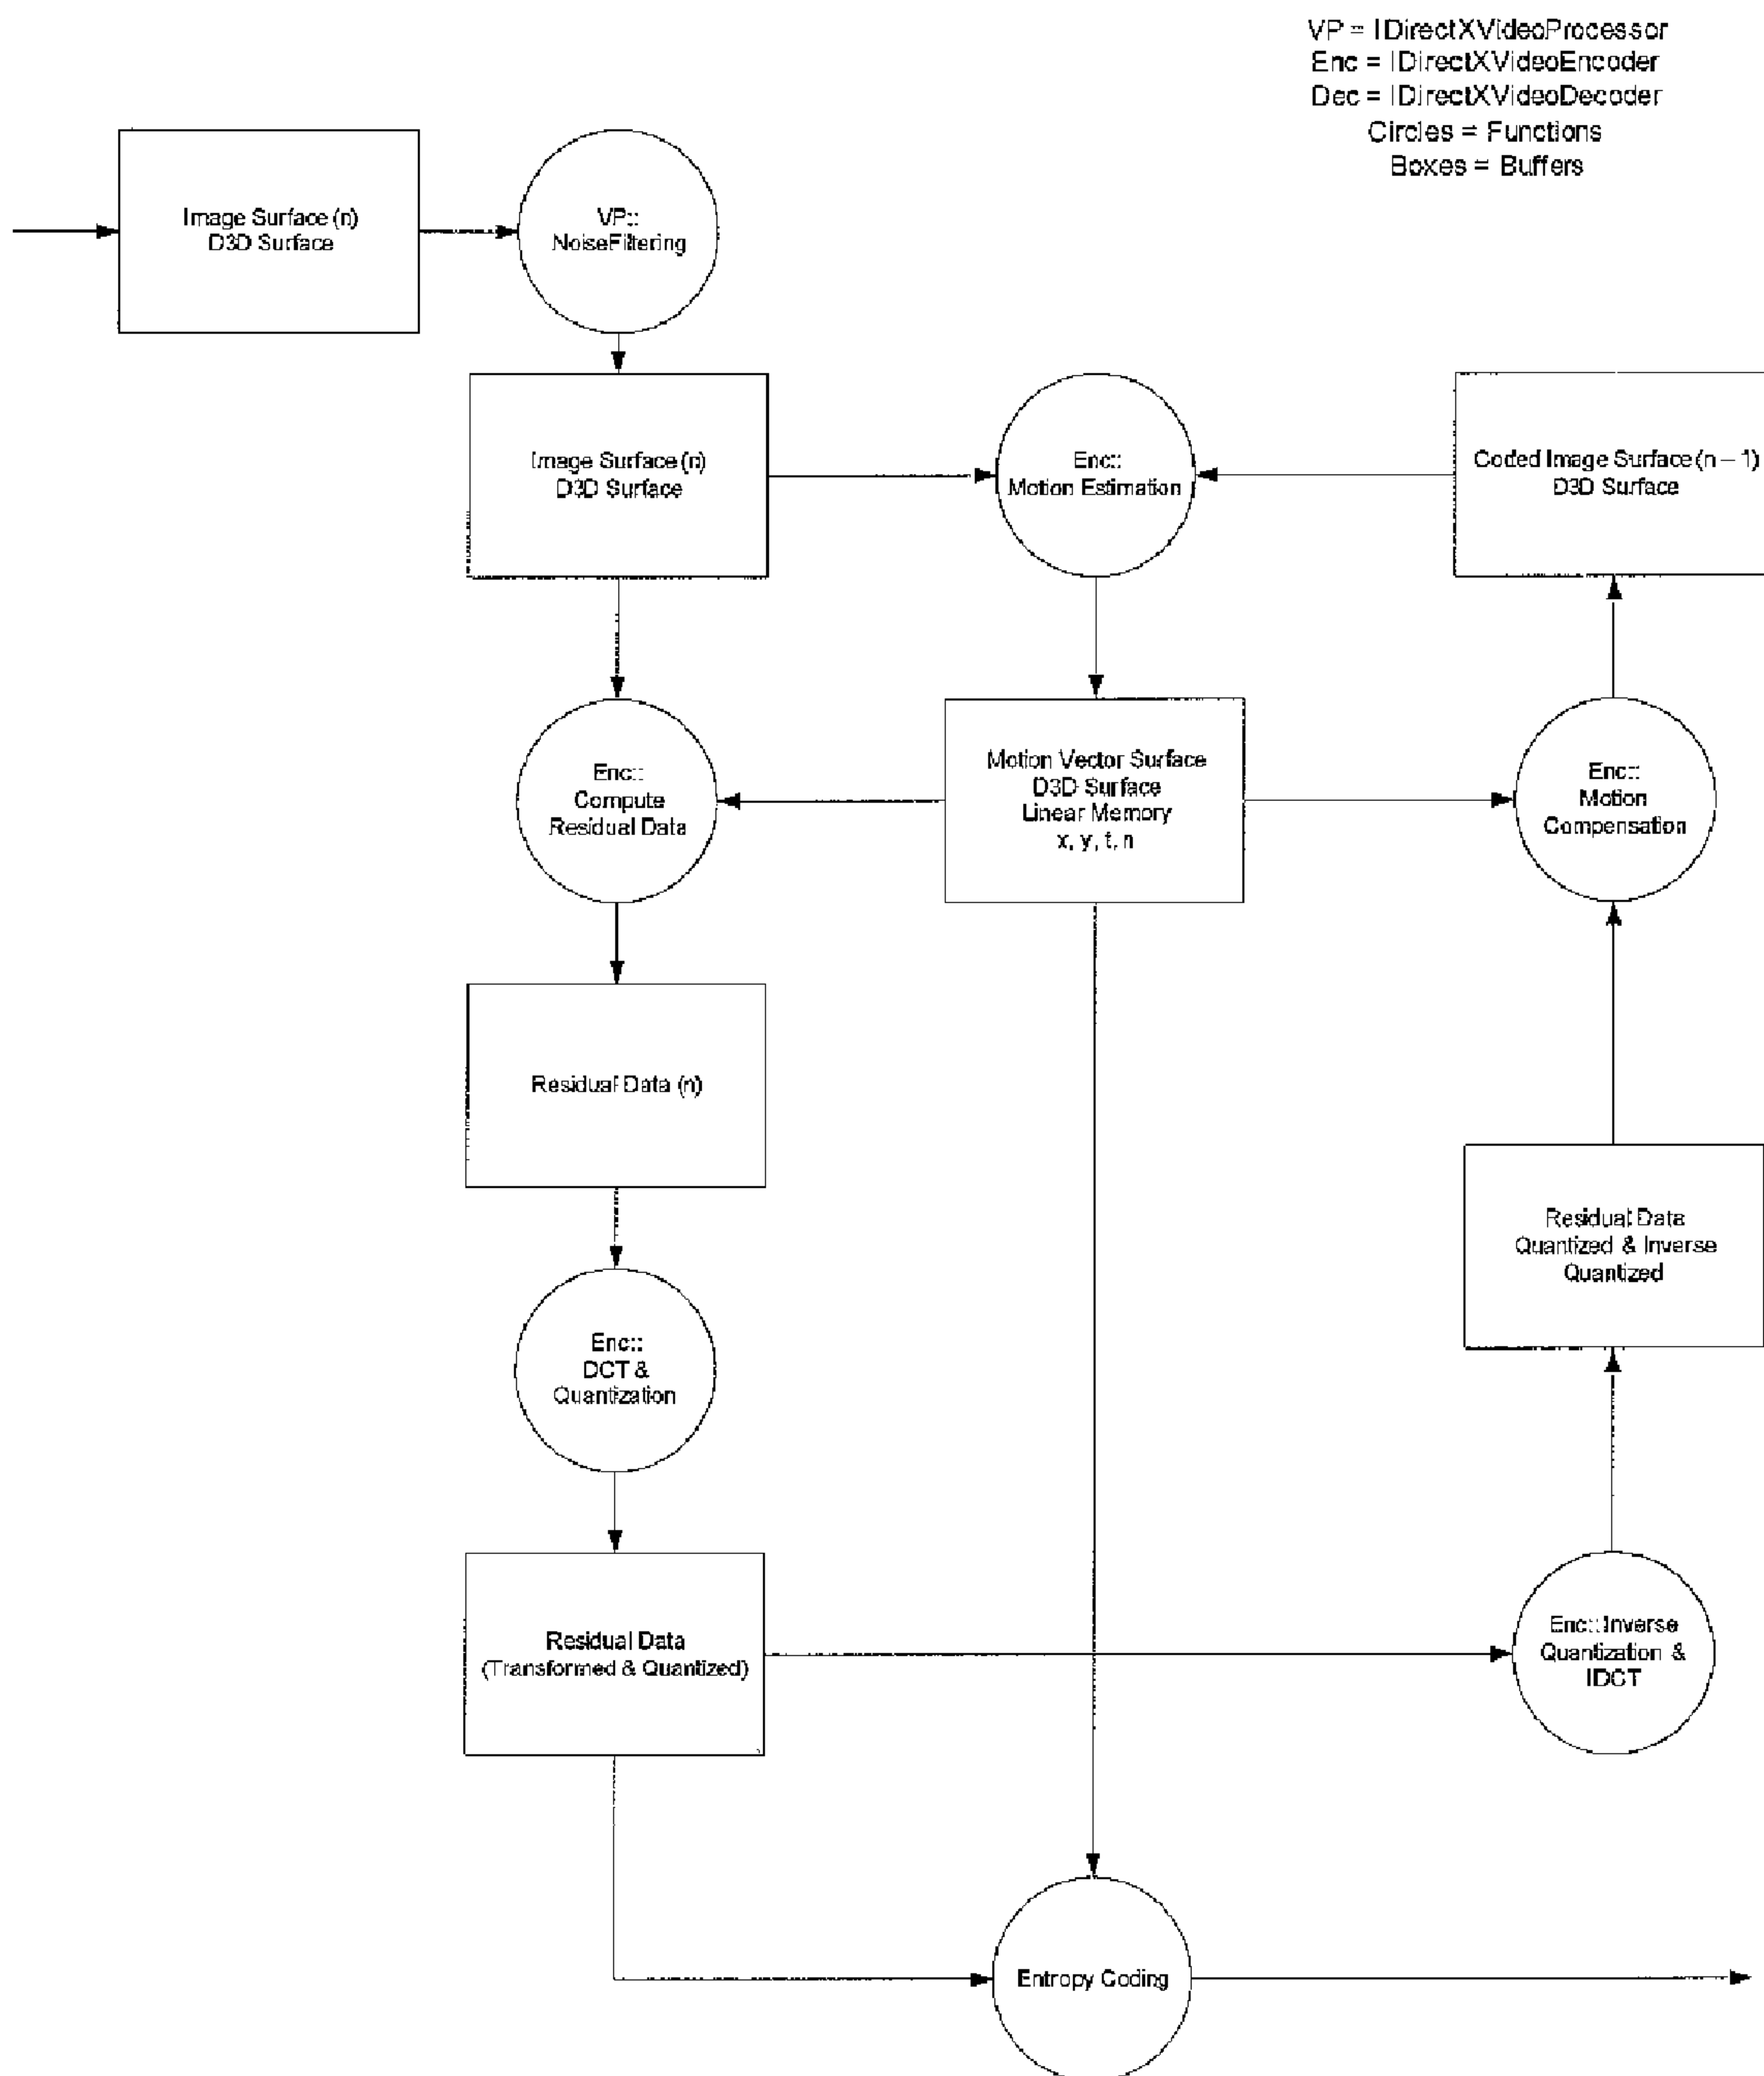 VP = IDirectXVideoProcessor
Enc = IDirectXVideoEncoder
Dec = IDirectXVideoDecoder
Circles = Functions
Boxes = Buffers
Image Surface (n)
D3D Surface
VP::
NoiseFiltering
Image Surface (n)
D3D Surface
Enc::
Motion Estimation
Coded Image Surface (n – 1)
D3D Surface
Enc::
Compute
Residual Data
Motion Vector Surface
D3D Surface
Linear Memory
x, y, t, n
Enc::
Motion
Compensation
Residual Data (n)
Residual Data
Quantized & Inverse
Quantized
Enc::
DCT &
Quantization
Residual Data
(Transformed & Quantized)
Enc::Inverse
Quantization &
IDCT
Entropy Coding